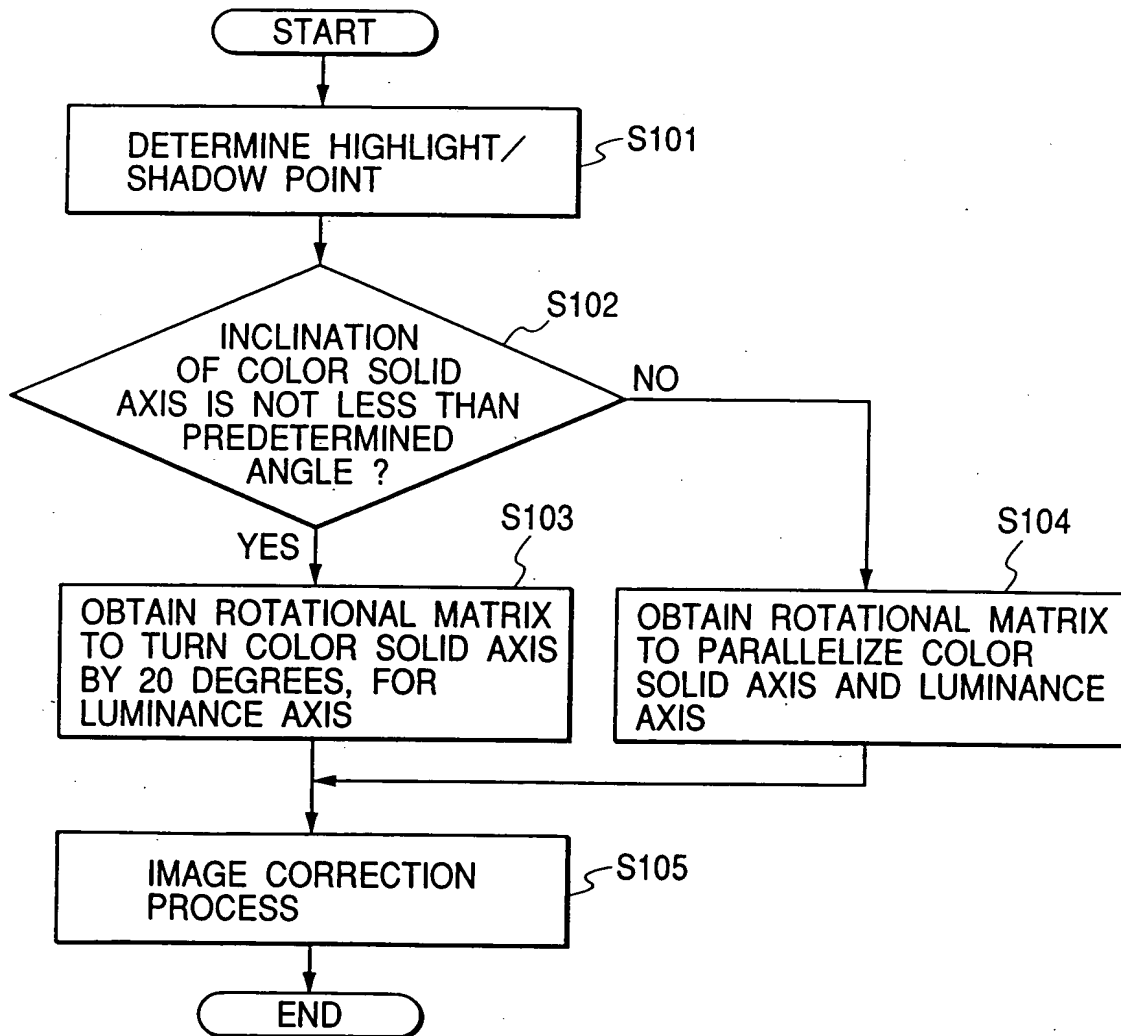 START
DETERMINE HIGHLIGHT/
SHADOW POINT
S101
INCLINATION
OF COLOR SOLID
AXIS IS NOT LESS THAN
PREDETERMINED
ANGLE ?
S102
NO
YES
S103
OBTAIN ROTATIONAL MATRIX
TO TURN COLOR SOLID AXIS
BY 20 DEGREES, FOR
LUMINANCE AXIS
S104
OBTAIN ROTATIONAL MATRIX
TO PARALLELIZE COLOR
SOLID AXIS AND LUMINANCE
AXIS
IMAGE CORRECTION
PROCESS
S105
END